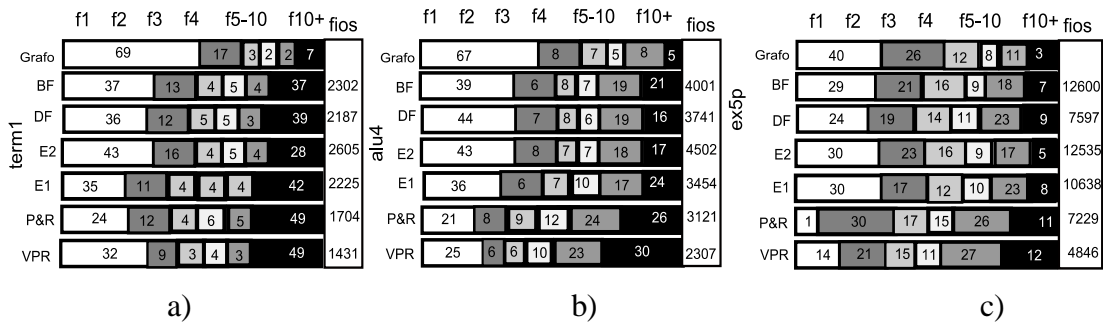 f1 f2 f3 f4 f5-10 f10+ fios
term1
Grafo 69 17 3 2 2 7
BF 37 13 4 5 4 37 2302
DF 36 12 5 5 3 39 2187
E2 43 16 4 5 4 28 2605
E1 35 11 4 4 4 42 2225
P&R 24 12 4 6 5 49 1704
VPR 32 9 3 4 3 49 1431
a)
f1 f2 f3 f4 f5-10 f10+ fios
alu4
Grafo 67 8 7 5 8 5
BF 39 6 8 7 19 21 4001
DF 44 7 8 6 19 16 3741
E2 43 8 7 7 18 17 4502
E1 36 6 7 10 17 24 3454
P&R 21 8 9 12 24 26 3121
VPR 25 6 6 10 23 30 2307
b)
f1 f2 f3 f4 f5-10 f10+ fios
ex5p
Grafo 40 26 12 8 11 3
BF 29 21 16 9 18 7 12600
DF 24 19 14 11 23 9 7597
E2 30 23 16 9 17 5 12535
E1 30 17 12 10 23 8 10638
P&R 1 30 17 15 26 11 7229
VPR 14 21 15 11 27 12 4846
c)